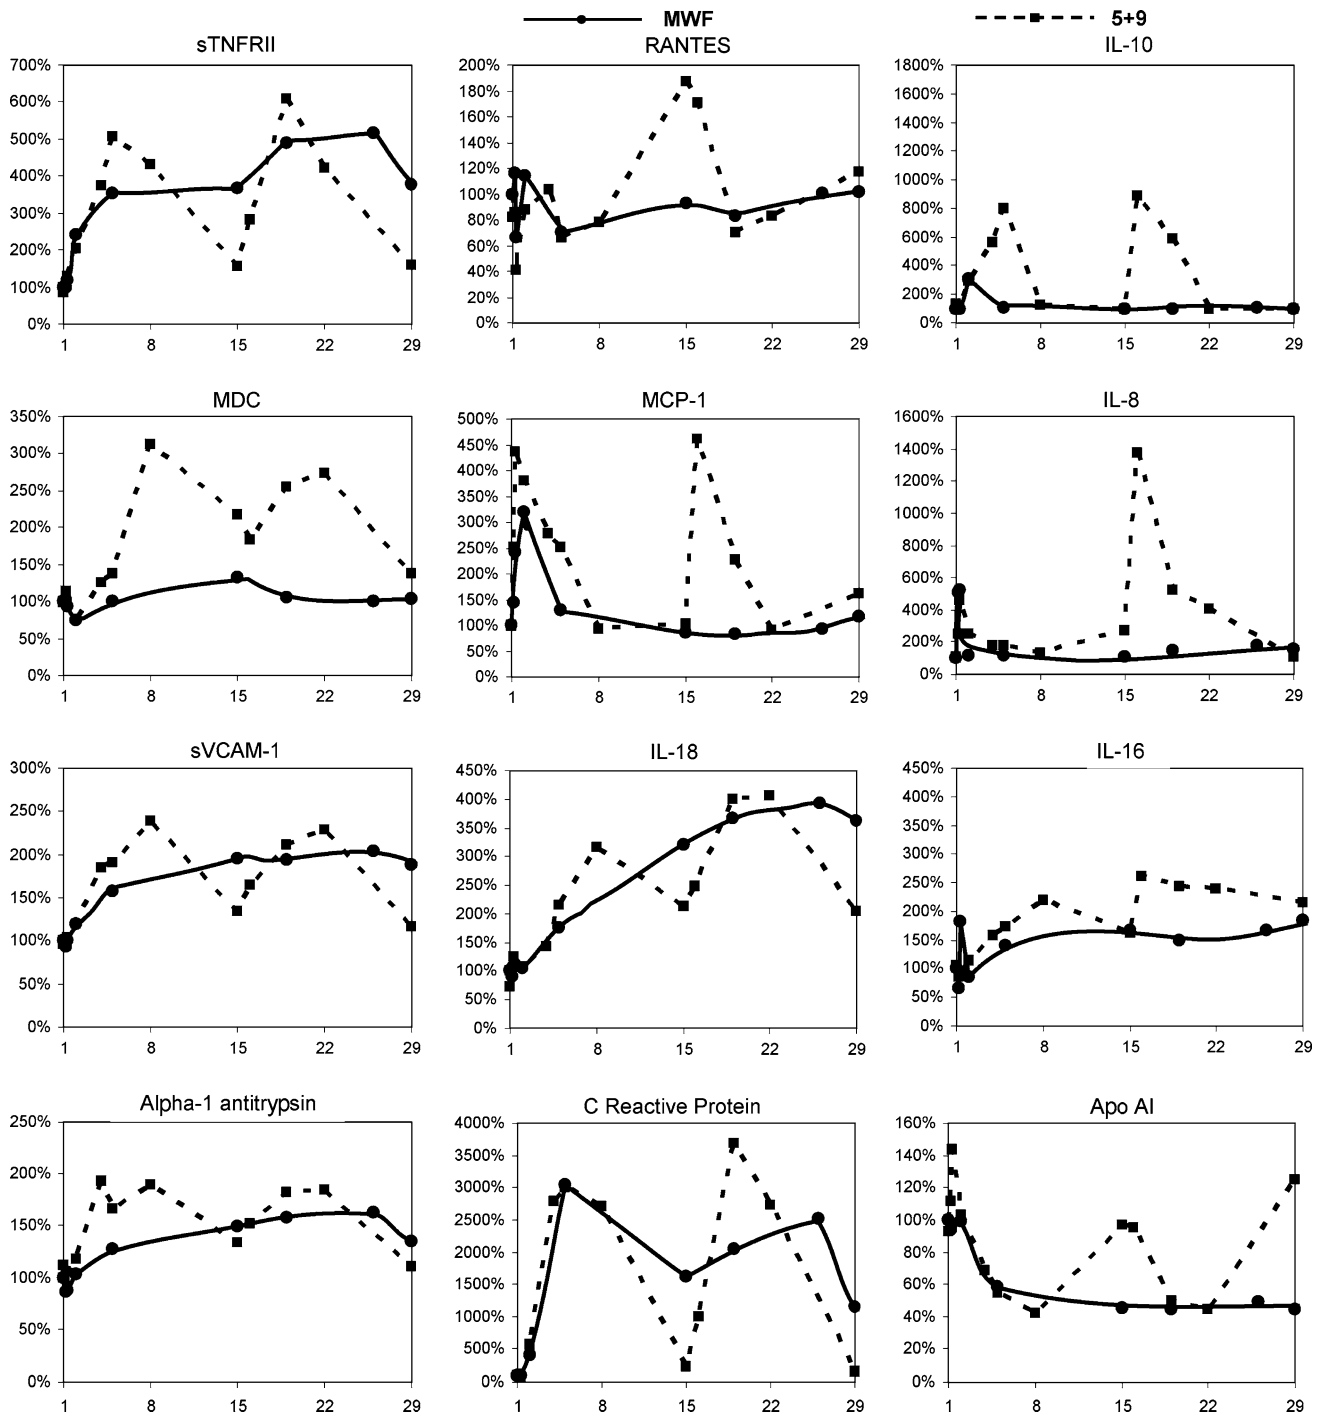 MWF 5+9
sTNFRII RANTES IL-10
700% 200% 1800%
600% 180% 1600%
500% 160% 1400%
400% 140% 1200%
300% 120% 1000%
200% 100% 800%
100% 80% 600%
0% 60% 400%
40% 200%
20% 0%
0%
1 8 15 22 29 1 8 15 22 29 1 8 15 22 29
MDC MCP-1 IL-8
350% 500% 1600%
300% 450% 1400%
250% 400% 1200%
200% 350% 1000%
150% 300% 800%
100% 250% 600%
50% 200% 400%
0% 150% 200%
100% 0%
50%
0%
1 8 15 22 29 1 8 15 22 29 1 8 15 22 29
sVCAM-1 IL-18 IL-16
300% 450% 450%
250% 400% 400%
200% 350% 350%
150% 300% 300%
100% 250% 250%
50% 200% 200%
0% 150% 150%
100% 100%
50% 50%
0% 0%
1 8 15 22 29 1 8 15 22 29 1 8 15 22 29
Alpha-1 antitrypsin C Reactive Protein Apo AI
250% 4000% 160%
200% 3500% 140%
150% 3000% 120%
100% 2500% 100%
50% 2000% 80%
0% 1500% 60%
1000% 40%
500% 20%
0% 0%
1 8 15 22 29 1 8 15 22 29 1 8 15 22 29